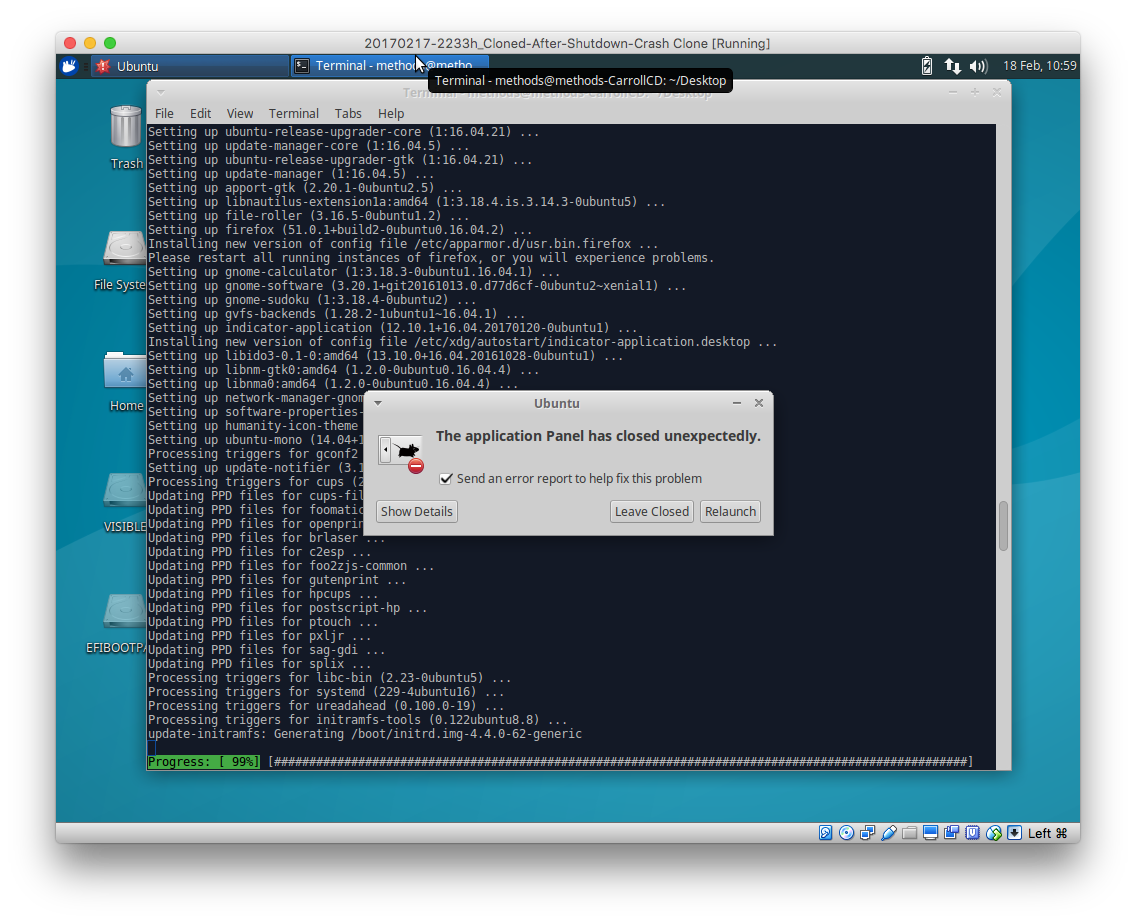 20170217-2233h_Cloned-After-Shutdown-Crash Clone [Running]
Ubuntu
Terminal - methods@metho...
18 Feb, 10:59
Terminal - methods@methods-CarrollCD: ~/Desktop
Terminal - methods@methods-CarrollCD: ~/Desktop
File Edit View Terminal Tabs Help
Trash
File Syste
Home
VISIBLE
EFIBOOTPA
Setting up ubuntu-release-upgrader-core (1:16.04.21) ...
Setting up update-manager-core (1:16.04.5) ...
Setting up ubuntu-release-upgrader-gtk (1:16.04.21) ...
Setting up update-manager (1:16.04.5) ...
Setting up apport-gtk (2.20.1-0ubuntu2.5) ...
Setting up libnautilus-extension1a:amd64 (1:3.18.4.is.3.14.3-0ubuntu5) ...
Setting up file-roller (3.16.5-0ubuntu1.2) ...
Setting up firefox (51.0.1+build2-0ubuntu0.16.04.2) ...
Installing new version of config file /etc/apparmor.d/usr.bin.firefox ...
Please restart all running instances of firefox, or you will experience problems.
Setting up gnome-calculator (1:3.18.3-0ubuntu1.16.04.1) ...
Setting up gnome-software (3.20.1+git20161013.0.d77d6cf-0ubuntu2~xenial1) ...
Setting up gnome-sudoku (1:3.18.4-0ubuntu2) ...
Setting up gvfs-backends (1.28.2-1ubuntu1~16.04.1) ...
Setting up indicator-application (12.10.1+16.04.20170120-0ubuntu1) ...
Installing new version of config file /etc/xdg/autostart/indicator-application.desktop ...
Setting up libido3-0.1-0:amd64 (13.10.0+16.04.20161028-0ubuntu1) ...
Setting up libnm-gtk0:amd64 (1.2.0-0ubuntu0.16.04.4) ...
Setting up libnma0:amd64 (1.2.0-0ubuntu0.16.04.4) ...
Setting up network-manager-gnom
Setting up software-properties-
Setting up humanity-icon-theme
Setting up ubuntu-mono (14.04+1
Processing triggers for gconf2
Setting up update-notifier (3.1
Processing triggers for cups (2
Updating PPD files for cups-fil
Updating PPD files for foomatic
Updating PPD files for openprin
Updating PPD files for brlaser ...
Updating PPD files for c2esp ...
Updating PPD files for foo2zjs-common ...
Updating PPD files for gutenprint ...
Updating PPD files for hpcups ...
Updating PPD files for postscript-hp ...
Updating PPD files for ptouch ...
Updating PPD files for pxljr ...
Updating PPD files for sag-gdi ...
Updating PPD files for splix ...
Processing triggers for libc-bin (2.23-0ubuntu5) ...
Processing triggers for systemd (229-4ubuntu16) ...
Processing triggers for ureadahead (0.100.0-19) ...
Processing triggers for initramfs-tools (0.122ubuntu8.8) ...
update-initramfs: Generating /boot/initrd.img-4.4.0-62-generic
Progress: [ 99%] [###################################################################################################]
Ubuntu
The application Panel has closed unexpectedly.
Send an error report to help fix this problem
Show Details
Leave Closed
Relaunch
Left ⌘